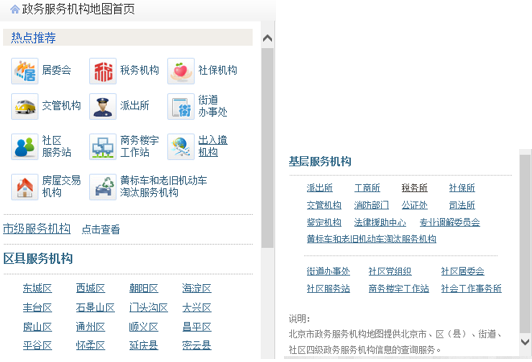 政务服务机构地图首页
热点推荐
居委会 税务机构 社保机构
交管机构 派出所 街道
办事处
社区
服务站
商务楼宇
工作站
出入境
机构
房屋交易
机构
黄标车和老旧机动车
淘汰服务机构
市级服务机构 点击查看
区县服务机构
东城区 西城区 朝阳区 海淀区
丰台区 石景山区 门头沟区 大兴区
房山区 通州区 顺义区 昌平区
平谷区 怀柔区 延庆县 密云县
基层服务机构
派出所 工商所 税务所 社保所
交管机构 消防部门 公证处 司法所
鉴定机构 法律援助中心 专业调解委员会
黄标车和老旧机动车淘汰服务机构
街道办事处 社区党组织 社区居委会
社区服务站 商务楼宇工作站 社会工作事务所
说明:
北京市政务服务机构地图提供北京市、区（县）、街道、
社区四级政务服务机构信息的查询服务。